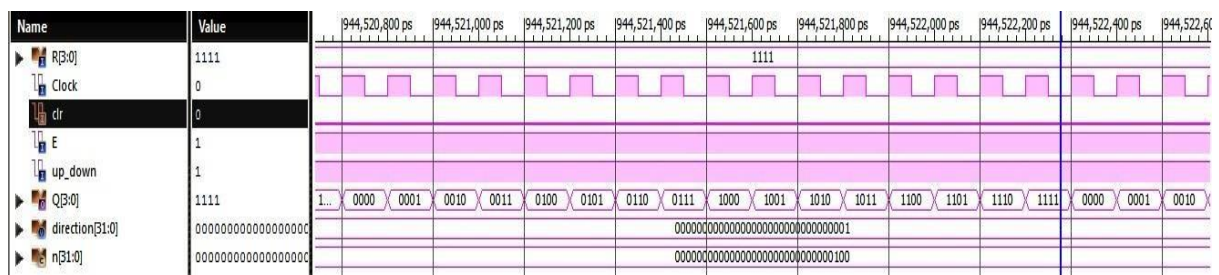 Name Value 944,520,800 ps 944,521,000 ps 944,521,200 ps 944,521,400 ps 944,521,600 ps 944,521,800 ps 944,522,000 ps 944,522,200 ps 944,522,400 ps 944,522,6
R[3:0] 1111 1111
Clock 0
clr 0
E 1
up_down 1
Q[3:0] 1111 1... 0000 0001 0010 0011 0100 0101 0110 0111 1000 1001 1010 1011 1100 1101 1110 1111 0000 0001 0010
direction[31:0] 00000000000000000000000000000001
n[31:0] 00000000000000000000000000000100